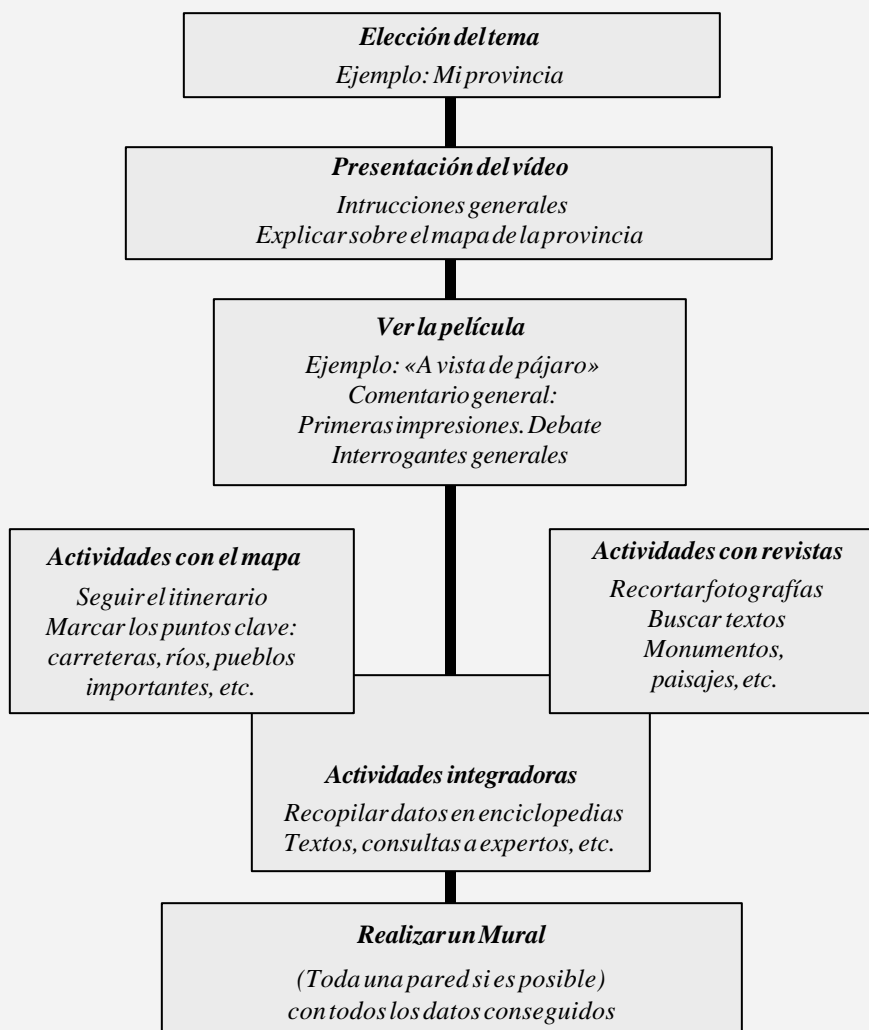 Elección del tema
Ejemplo: Mi provincia
Presentación del vídeo
Intrucciones generales
Explicar sobre el mapa de la provincia
Ver la película
Ejemplo: «A vista de pájaro»
Comentario general:
Primeras impresiones. Debate
Interrogantes generales
Actividades con el mapa
Seguir el itinerario
Marcar los puntos clave:
carreteras, ríos, pueblos
importantes, etc.
Actividades con revistas
Recortar fotografías
Buscar textos
Monumentos,
paisajes, etc.
Actividades integradoras
Recopilar datos en enciclopedias
Textos, consultas a expertos, etc.
Realizar un Mural
(Toda una pared si es posible)
con todos los datos conseguidos